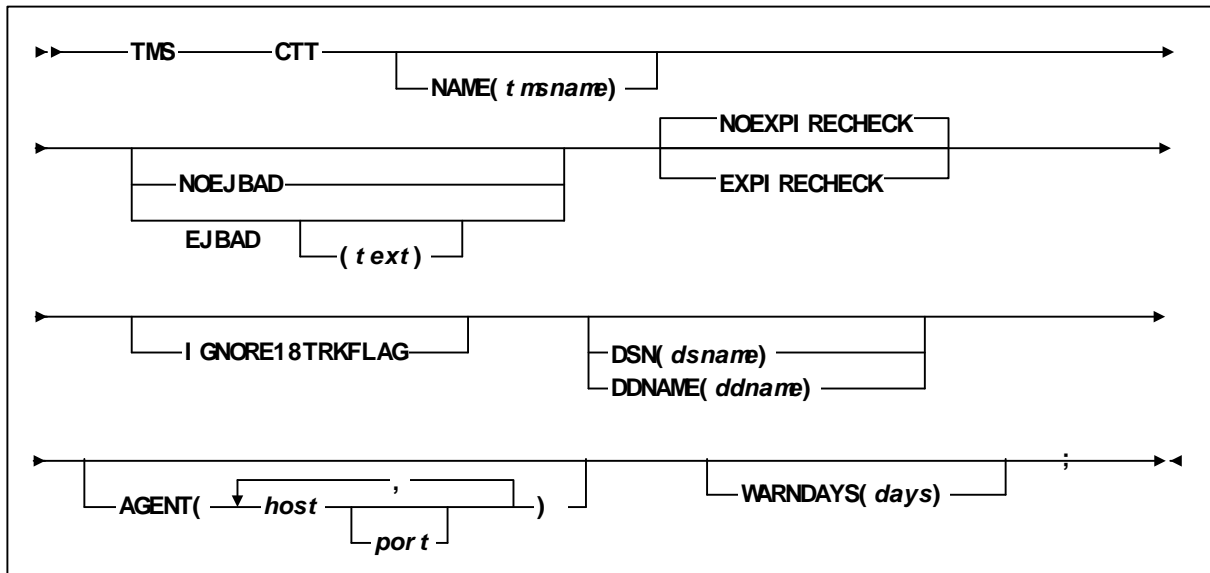 TMS CTT
NAME( tmsname)
NOEXPIRECHECK
NOEJBAD EXPIRECHECK
EJBAD
( text)
IGNORE18TRKFLAG DSN( dsname)
DDNAME( ddname)
, ;
AGENT( host ) WARNDAYS( days)
port